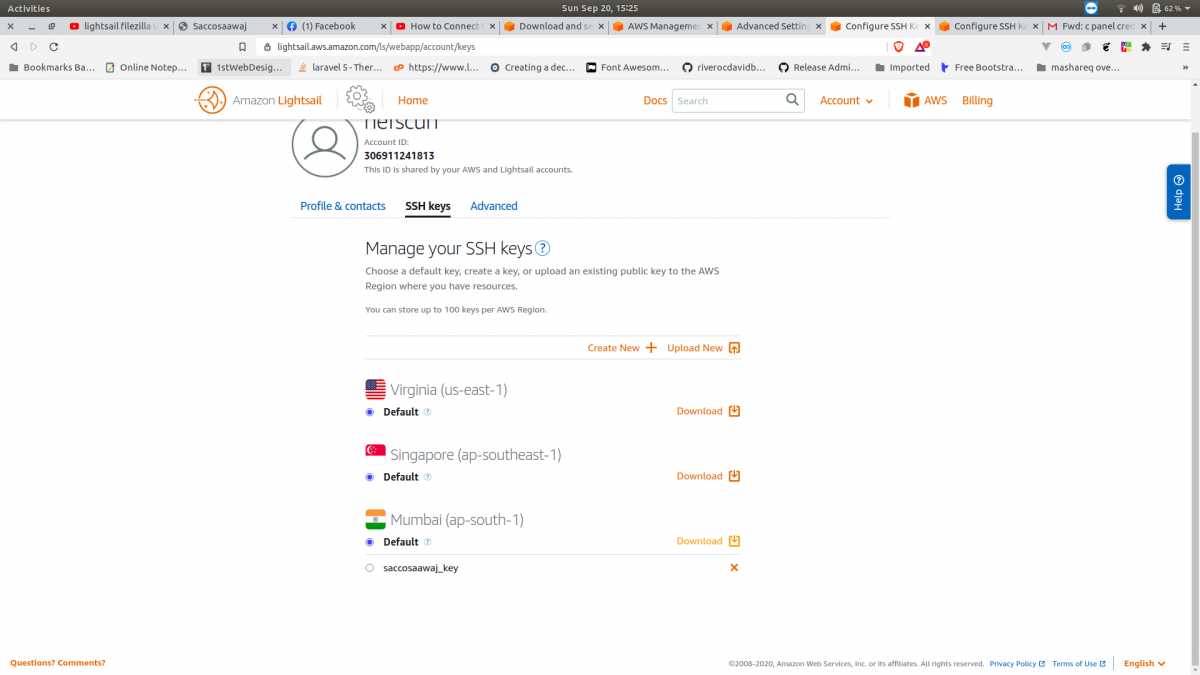 Activities
Sun Sep 20, 15:25
62 %
lightsail filezilla
Saccosaawaj
(1) Facebook
How to Connect
Download and se
AWS Managemen
Advanced Settin
Configure SSH Ke
Configure SSH Ke
Fwd: c panel cred
lightsail.aws.amazon.com/ls/webapp/account/keys
Bookmarks Ba...
Online Notep...
1stWebDesig...
laravel 5 - Ther...
https://www.l...
Creating a dec...
Font Awesom...
riverocdavidb...
Release Admi...
Imported
Free Bootstra...
mashareq ove...
»
Amazon Lightsail
Home
Docs
Search
Account
AWS
Billing
Account ID:
306911241813
This ID is shared by your AWS and Lightsail accounts.
Help ?
Profile & contacts
SSH keys
Advanced
Manage your SSH keys ?
Choose a default key, create a key, or upload an existing public key to the AWS
Region where you have resources.
You can store up to 100 keys per AWS Region.
Create New +
Upload New
Virginia (us-east-1)
Default ?
Download
Singapore (ap-southeast-1)
Default ?
Download
Mumbai (ap-south-1)
Default ?
Download
saccosaawaj_key
Questions? Comments?
©2008-2020, Amazon Web Services, Inc. or its affiliates. All rights reserved.
Privacy Policy
Terms of Use
English